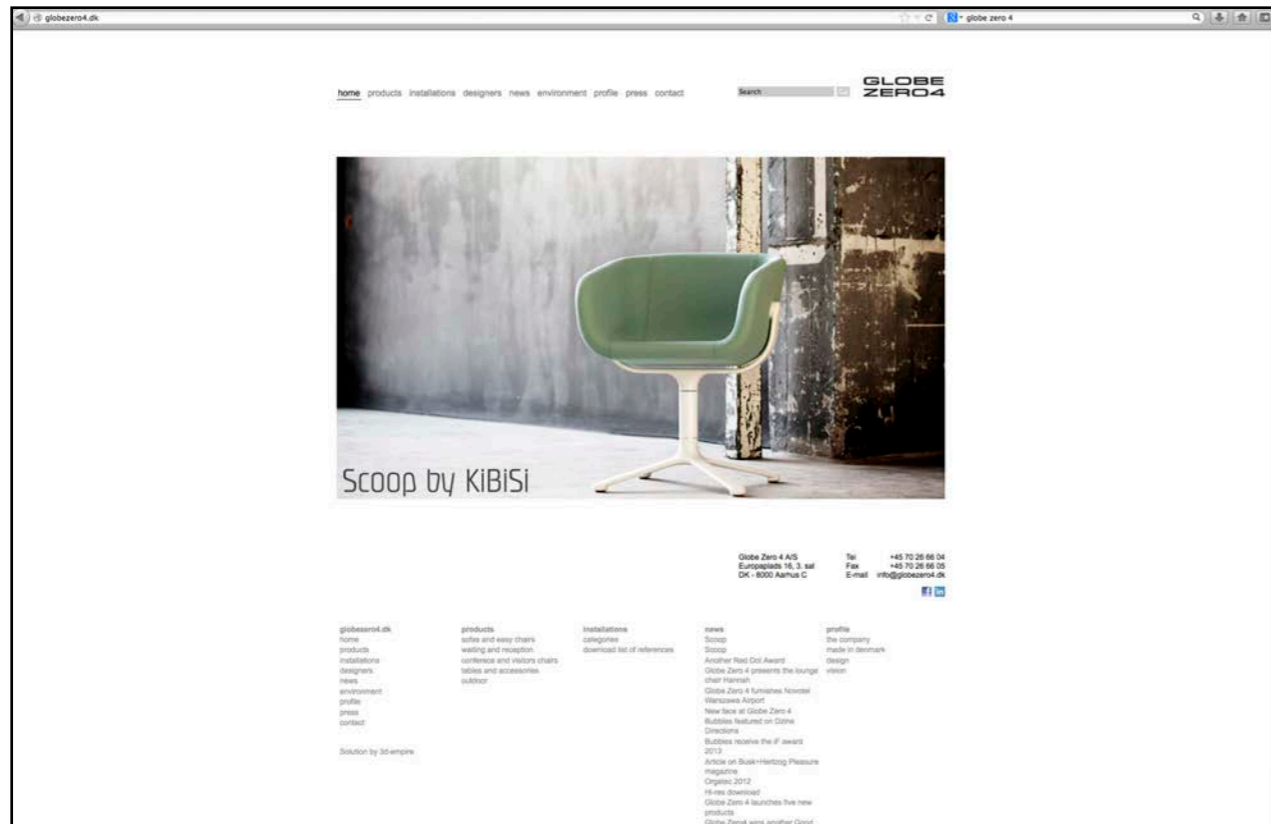 globezero4.dk
globe zero 4
home products installations designers news environment profile press contact
Search
GLOBE
ZERO4
Scoop by KiBiSi
Globe Zero 4 A/S
Europaplads 16, 3. sal
DK - 8000 Aarhus C
Tel +45 70 26 66 04
Fax +45 70 26 66 05
E-mail info@globezero4.dk
globezero4.dk
home
products
installations
designers
news
environment
profile
press
contact
Solution by 3d-empire
products
sofas and easy chairs
waiting and reception
conferece and visitors chairs
tables and accessories
outdoor
installations
categories
download list of references
news
Scoop
Scoop
Another Red Dot Award
Globe Zero 4 presents the lounge
chair Hannah
Globe Zero 4 furnishes Novotel
Warszawa Airport
New face at Globe Zero 4
Bubbles featured on Dzine
Directions
Bubbles receive the iF award
2013
Article on Busk+Hertzog Pleasure
magazine
Orgatec 2012
Hi-res download
Globe Zero 4 launches five new
products
Globe Zero4 wins another Good
profile
the company
made in denmark
design
vision